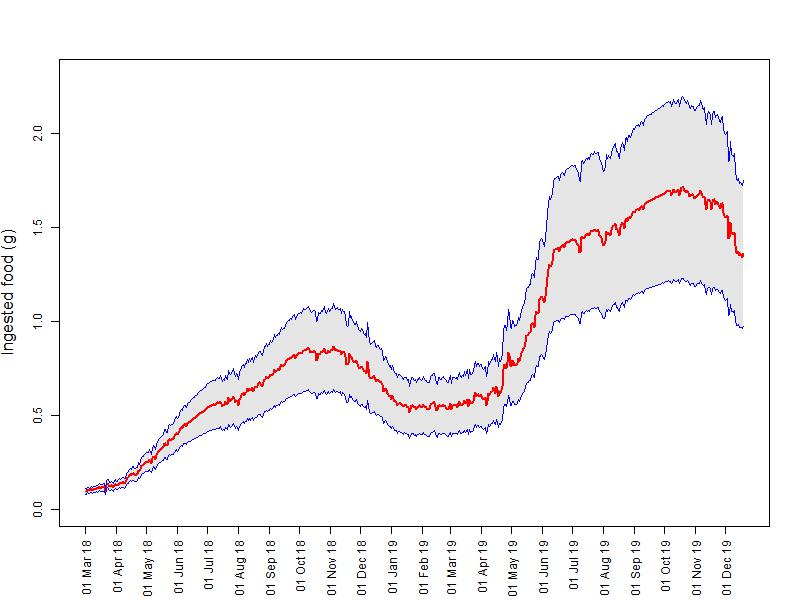 Ingested food (g)
2.0
1.5
1.0
0.5
0.0
01 Mar 18
01 Apr 18
01 May 18
01 Jun 18
01 Jul 18
01 Aug 18
01 Sep 18
01 Oct 18
01 Nov 18
01 Dec 18
01 Jan 19
01 Feb 19
01 Mar 19
01 Apr 19
01 May 19
01 Jun 19
01 Jul 19
01 Aug 19
01 Sep 19
01 Oct 19
01 Nov 19
01 Dec 19